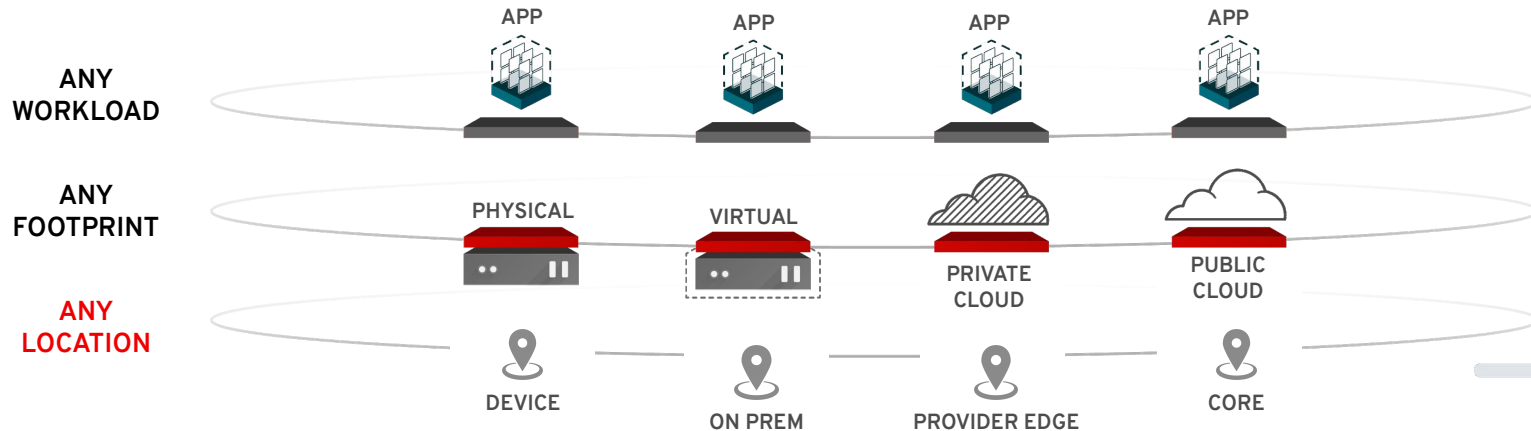 APP
APP
APP
APP
ANY
WORKLOAD
ANY
FOOTPRINT
PHYSICAL
VIRTUAL
PRIVATE
CLOUD
PUBLIC
CLOUD
ANY
LOCATION
DEVICE
ON PREM
PROVIDER EDGE
CORE